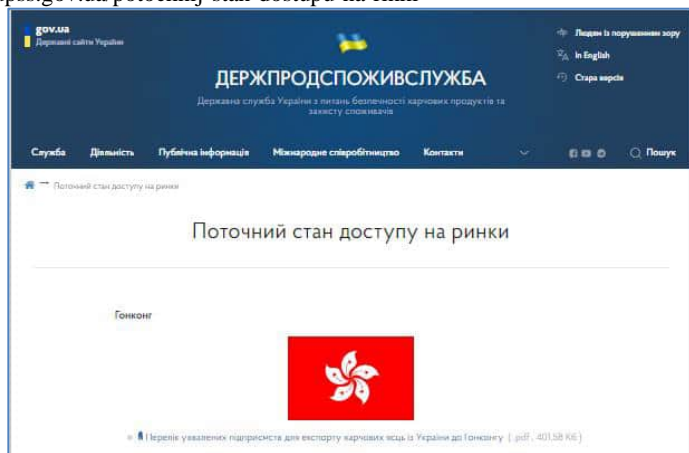 gov.ua
Державні сайти України
Людям із порушенням зору
In English
Стара версія
ДЕРЖПРОДСПОЖИВСЛУЖБА
Державна служба України з питань безпечності харчових продуктів та
захисту споживачів
Служба Діяльність Публічна інформація Міжнародне співробітництво Контакти Пошук
Поточний стан доступу на ринки
Поточний стан доступу на ринки
Гонконг
Перелік ухвалених підприємств для експорту харчових яєць із України до Гонконгу ( .pdf , 401.58 Кб )